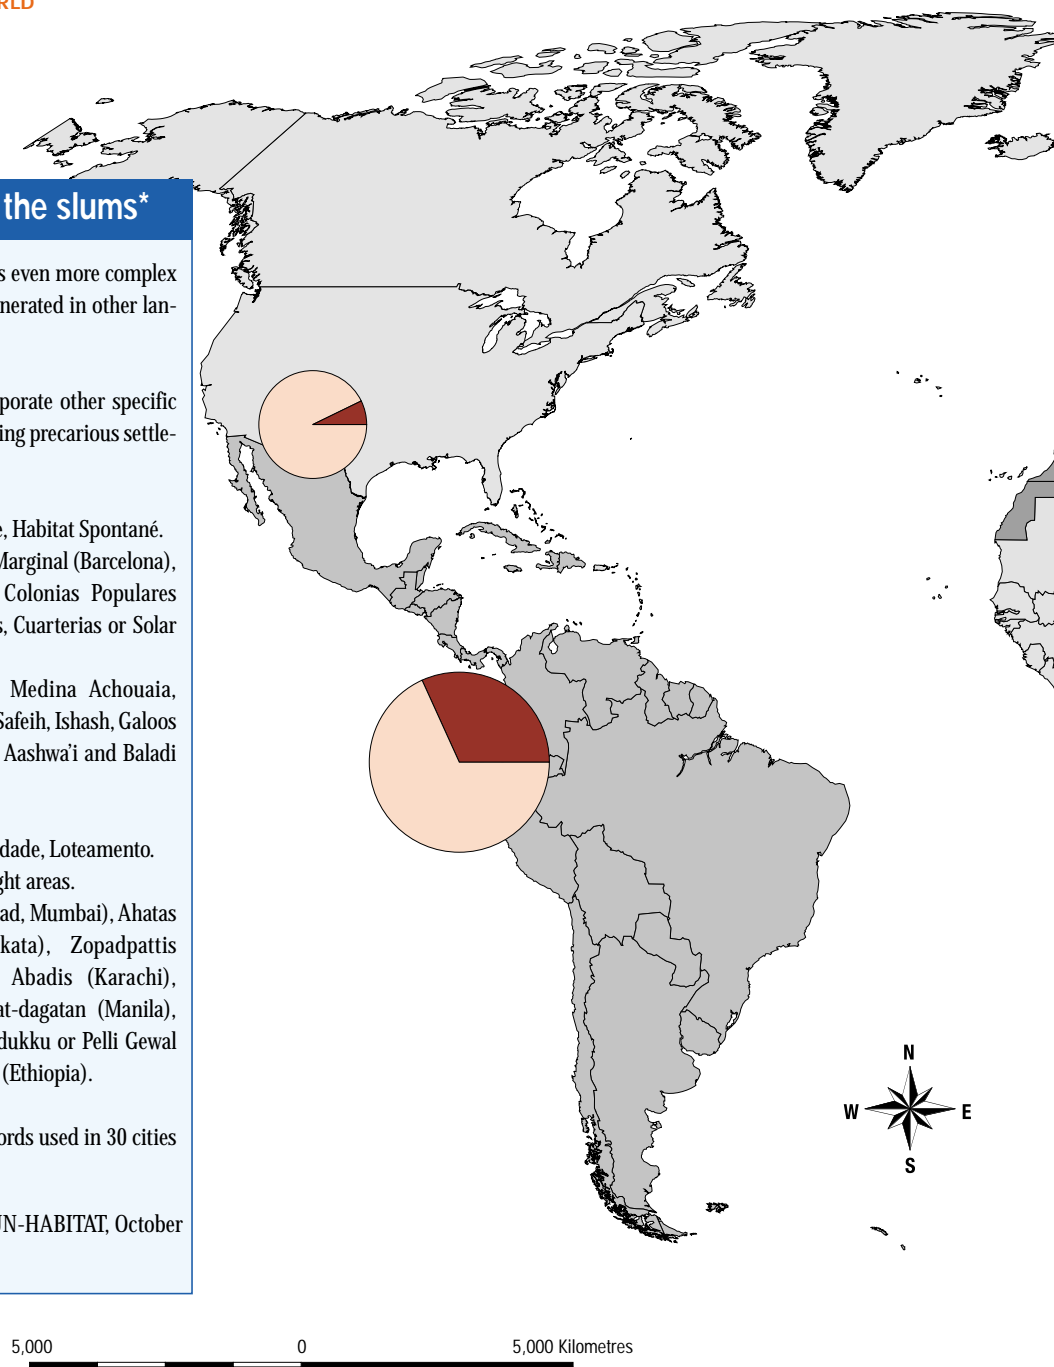 RLD
the slums*
s even more complex
nerated in other lan-
porate other specific
ing precarious settle-
e, Habitat Spontané.
Marginal (Barcelona),
Colonias Populares
s, Cuarterias or Solar
Medina Achouaia,
Safeih, Ishash, Galoos
Aashwa'i and Baladi
dade, Loteamento.
ght areas.
ad, Mumbai), Ahatas
kata), Zopadpattis
Abadis (Karachi),
at-dagatan (Manila),
dukku or Pelli Gewal
(Ethiopia).
ords used in 30 cities
UN-HABITAT, October
N
W E
S
5,000 0 5,000 Kilometres